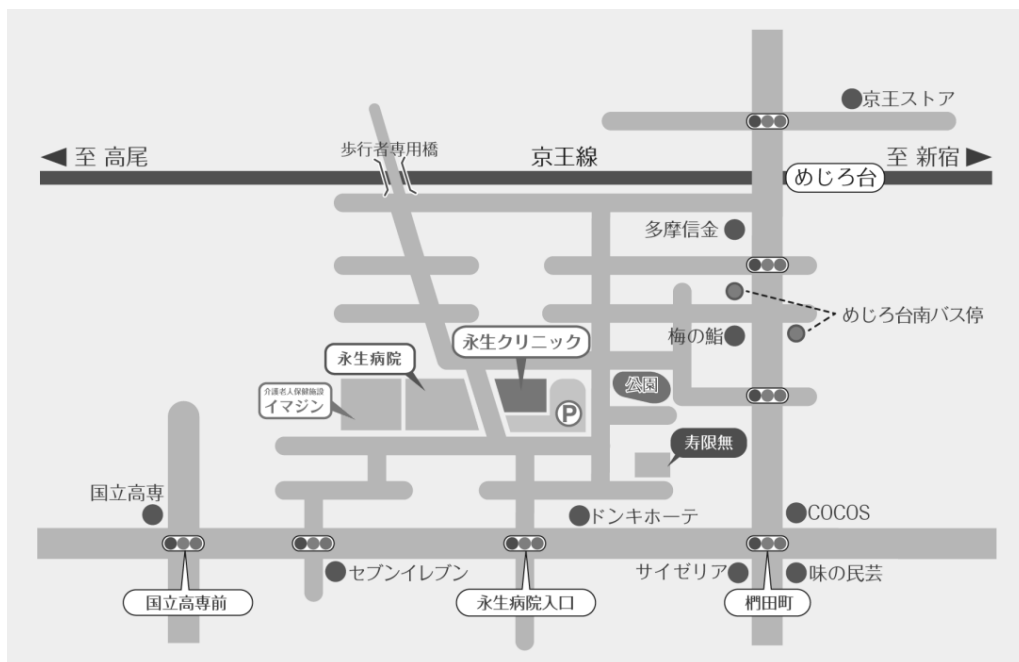 京王ストア
歩行者専用橋
至 高尾
京王線
至 新宿
めじろ台
多摩信金
めじろ台南バス停
梅の鮨
永生クリニック
永生病院
介護老人保健施設
イマジン
公園
P
寿限無
国立高専
ドンキホーテ
COCOS
セブンイレブン
サイゼリア
味の民芸
国立高専前
永生病院入口
椚田町